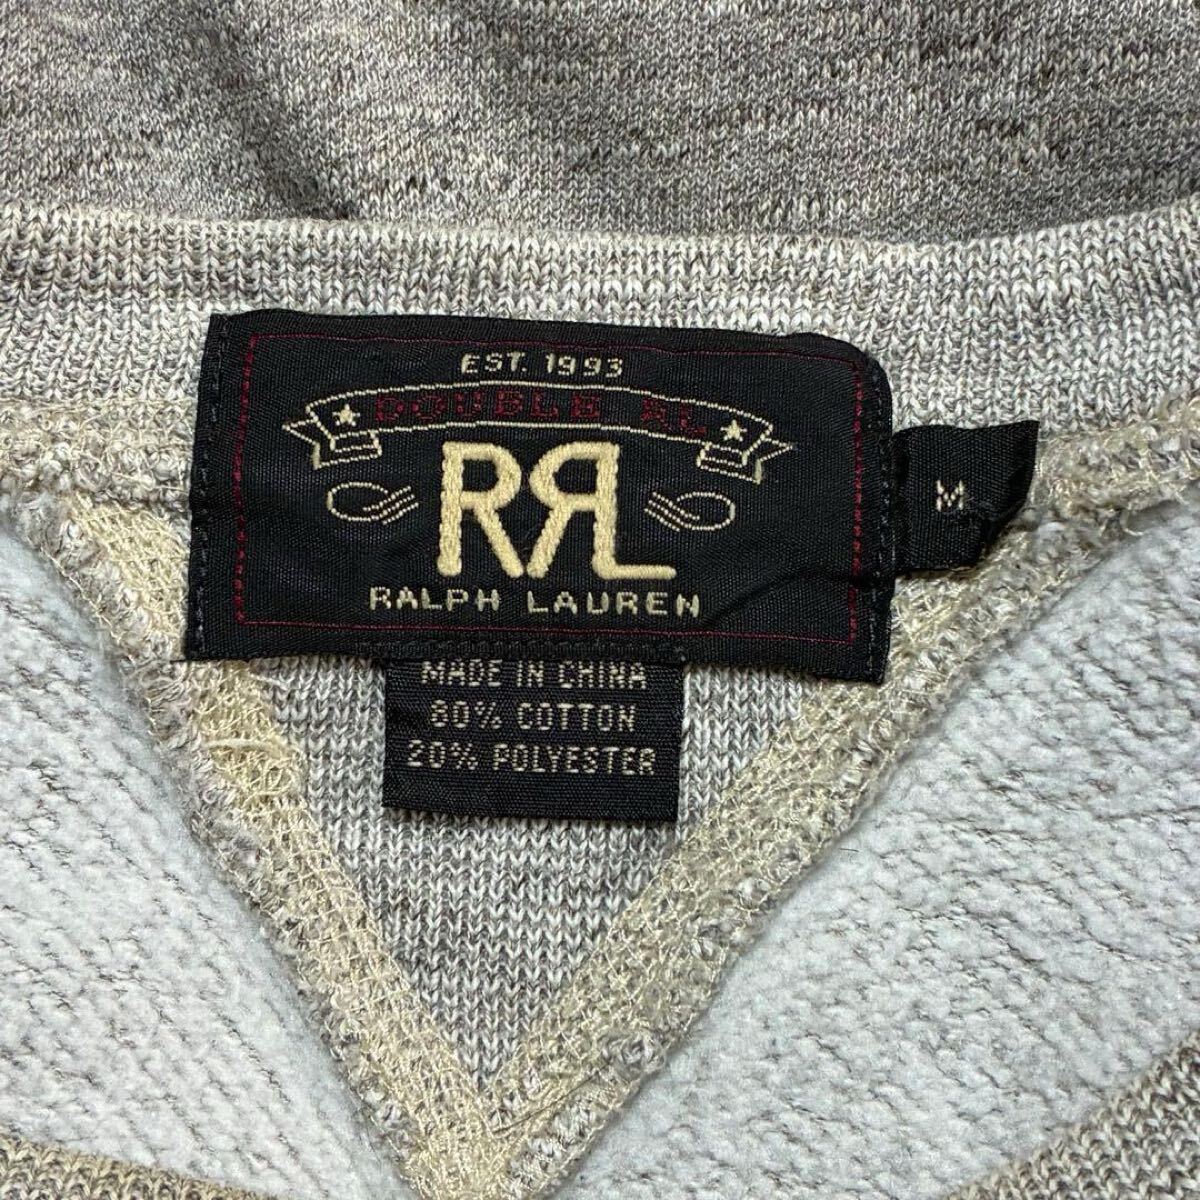 EST. 1993
DOUBLE RL
RRL
RALPH LAUREN
M
MADE IN CHINA
80% COTTON
20% POLYESTER